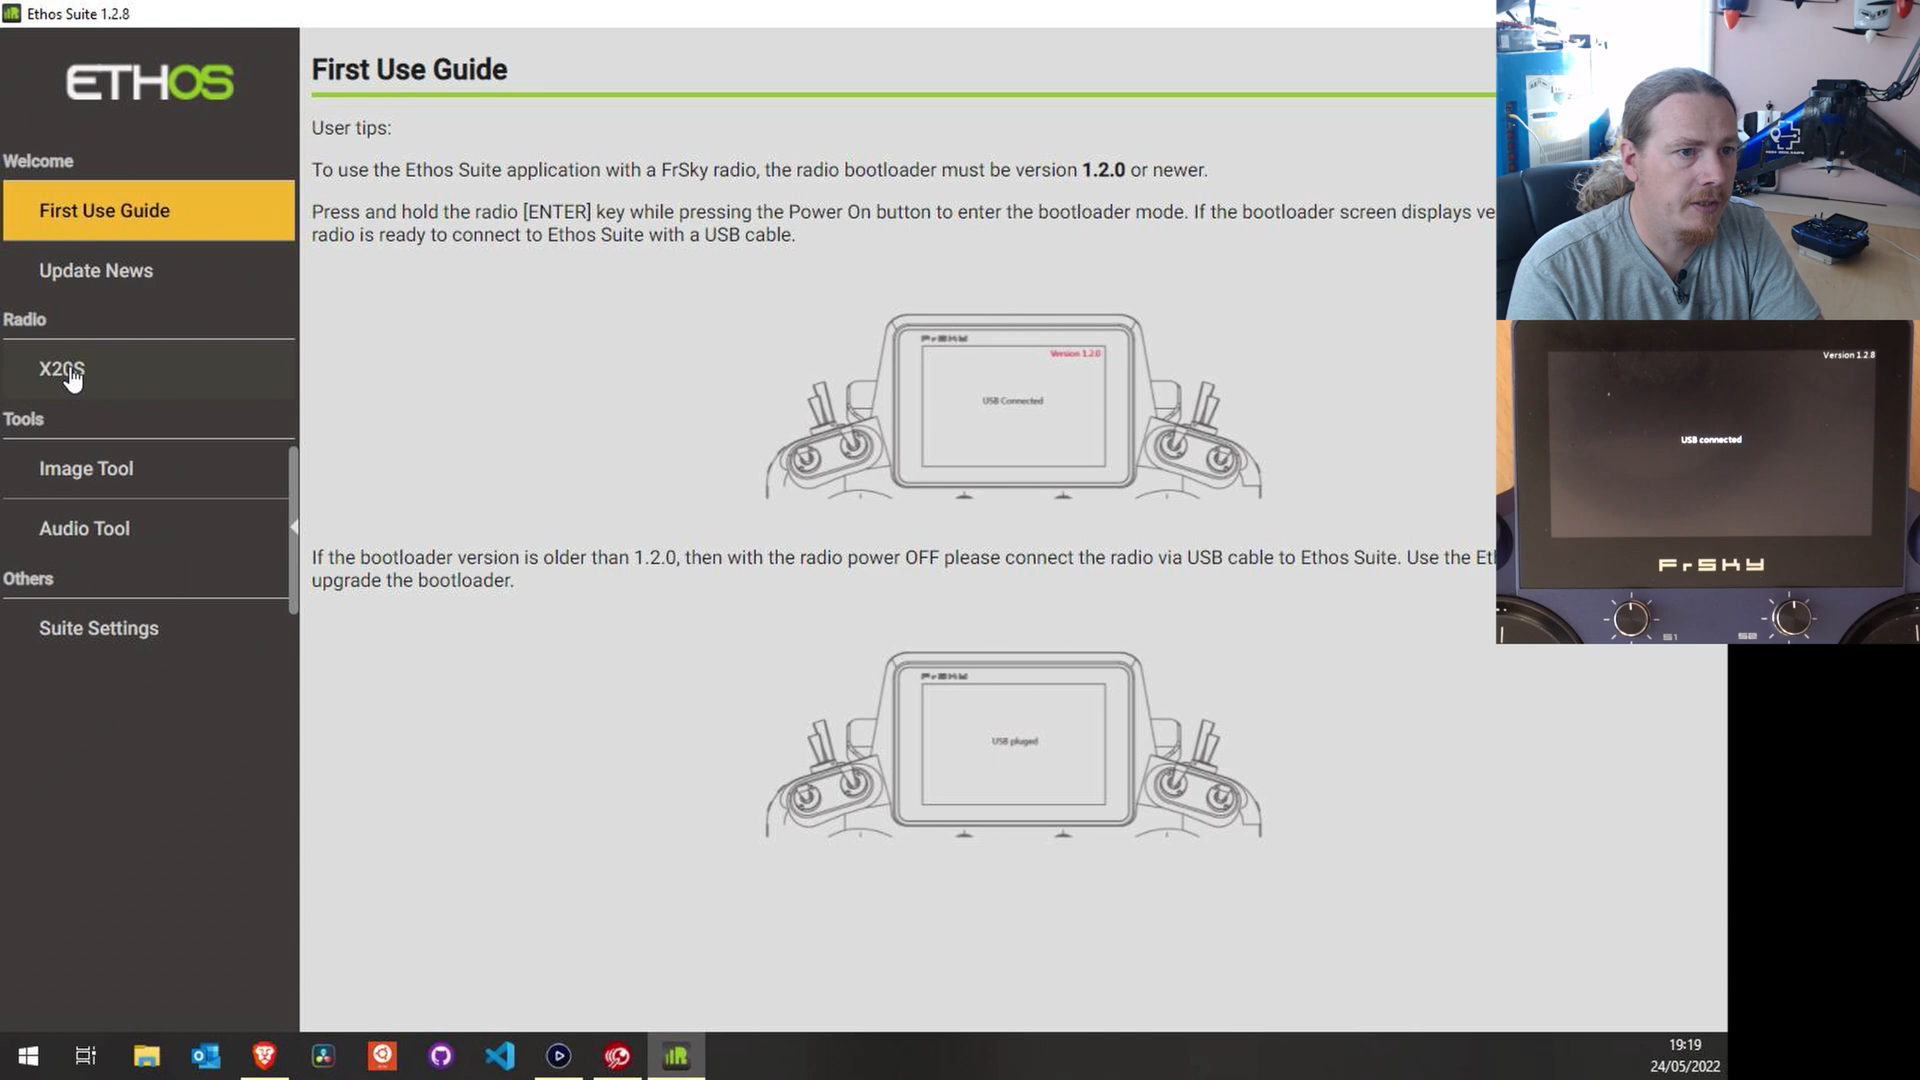 Ethos Suite 1.2.8
ETHOS
Welcome
First Use Guide
Update News
Radio
X20S
Tools
Image Tool
Audio Tool
Others
Suite Settings
First Use Guide
User tips:
To use the Ethos Suite application with a FrSky radio, the radio bootloader must be version 1.2.0 or newer.
Press and hold the radio [ENTER] key while pressing the Power On button to enter the bootloader mode. If the bootloader screen displays ve
radio is ready to connect to Ethos Suite with a USB cable.
FrSKY
Version 1.2.0
USB Connected
If the bootloader version is older than 1.2.0, then with the radio power OFF please connect the radio via USB cable to Ethos Suite. Use the Et
upgrade the bootloader.
FrSKY
USB pluged
Version 1.2.8
USB connected
FrSKY
S1
S2
19:19
24/05/2022